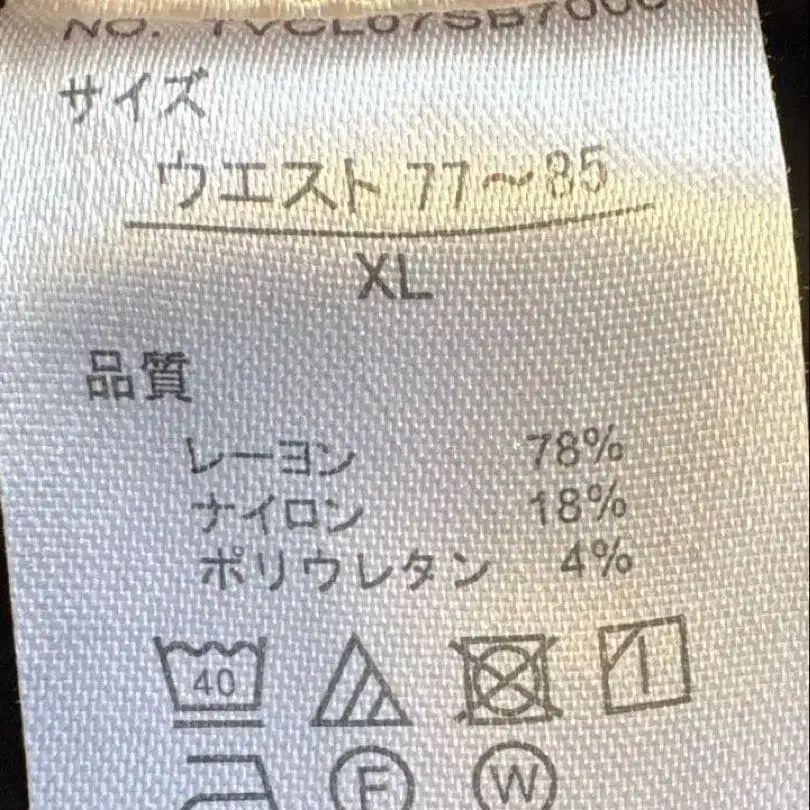 サイズ
ウエスト 77～85
XL
品質
レーヨン 78%
ナイロン 18%
ポリウレタン 4%
40
F W